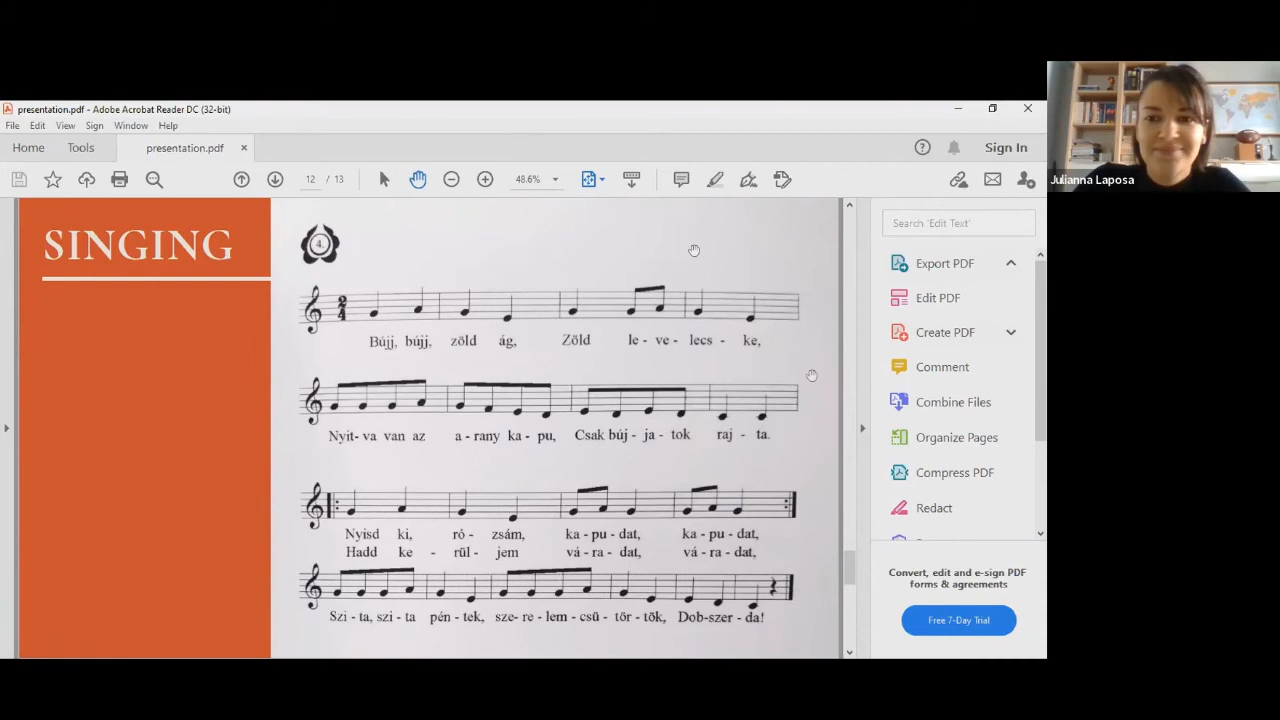 presentation.pdf - Adobe Acrobat Reader DC (32-bit)
File Edit View Sign Window Help
Home Tools presentation.pdf × Sign In
12 / 13 48.6%
Julianna Laposa
SINGING
4.
2
4
Bújj, bújj, zöld ág, Zöld le - ve - lecs - ke,
Nyit - va van az a - rany ka - pu, Csak búj - ja - tok raj - ta.
Nyisd ki, ró - zsám, ka - pu - dat, ka - pu - dat,
Hadd ke - rül - jem vá - ra - dat, vá - ra - dat,
Szi - ta, szi - ta pén - tek, sze - re - lem - csü - tör - tök, Dob - szer - da!
Search 'Edit Text'
Export PDF
Edit PDF
Create PDF
Comment
Combine Files
Organize Pages
Compress PDF
Redact
Convert, edit and e-sign PDF
forms & agreements
Free 7-Day Trial